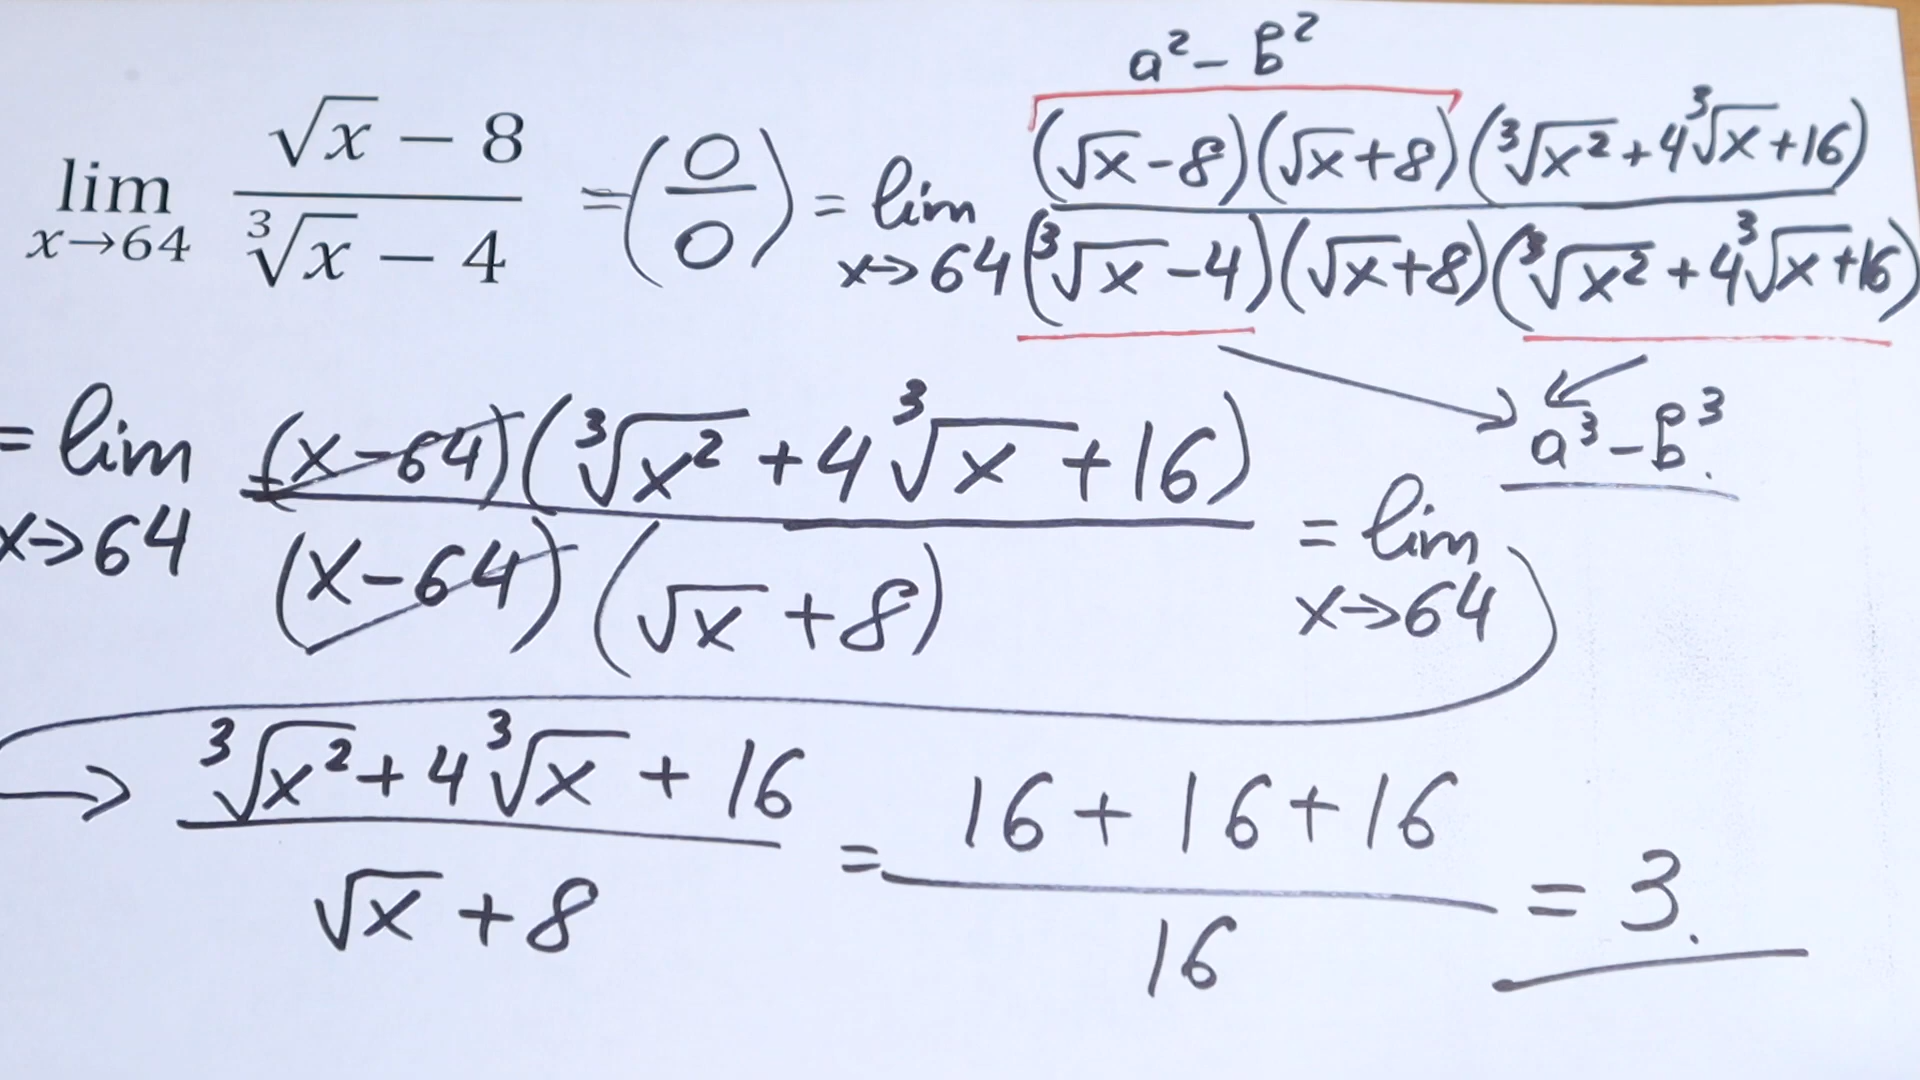 a² − b²
lim x→64 (√x − 8)/(∛x − 4) = (0/0) = lim x→64 ((√x − 8)(√x + 8)(∛x² + 4∛x + 16))/((∛x − 4)(√x + 8)(∛x² + 4∛x + 16))
a³ − b³.
= lim x→64 ((x − 64)(∛x² + 4∛x + 16))/((x − 64)(√x + 8)) = lim x→64
→ (∛x² + 4∛x + 16)/(√x + 8) = (16 + 16 + 16)/16 = 3.